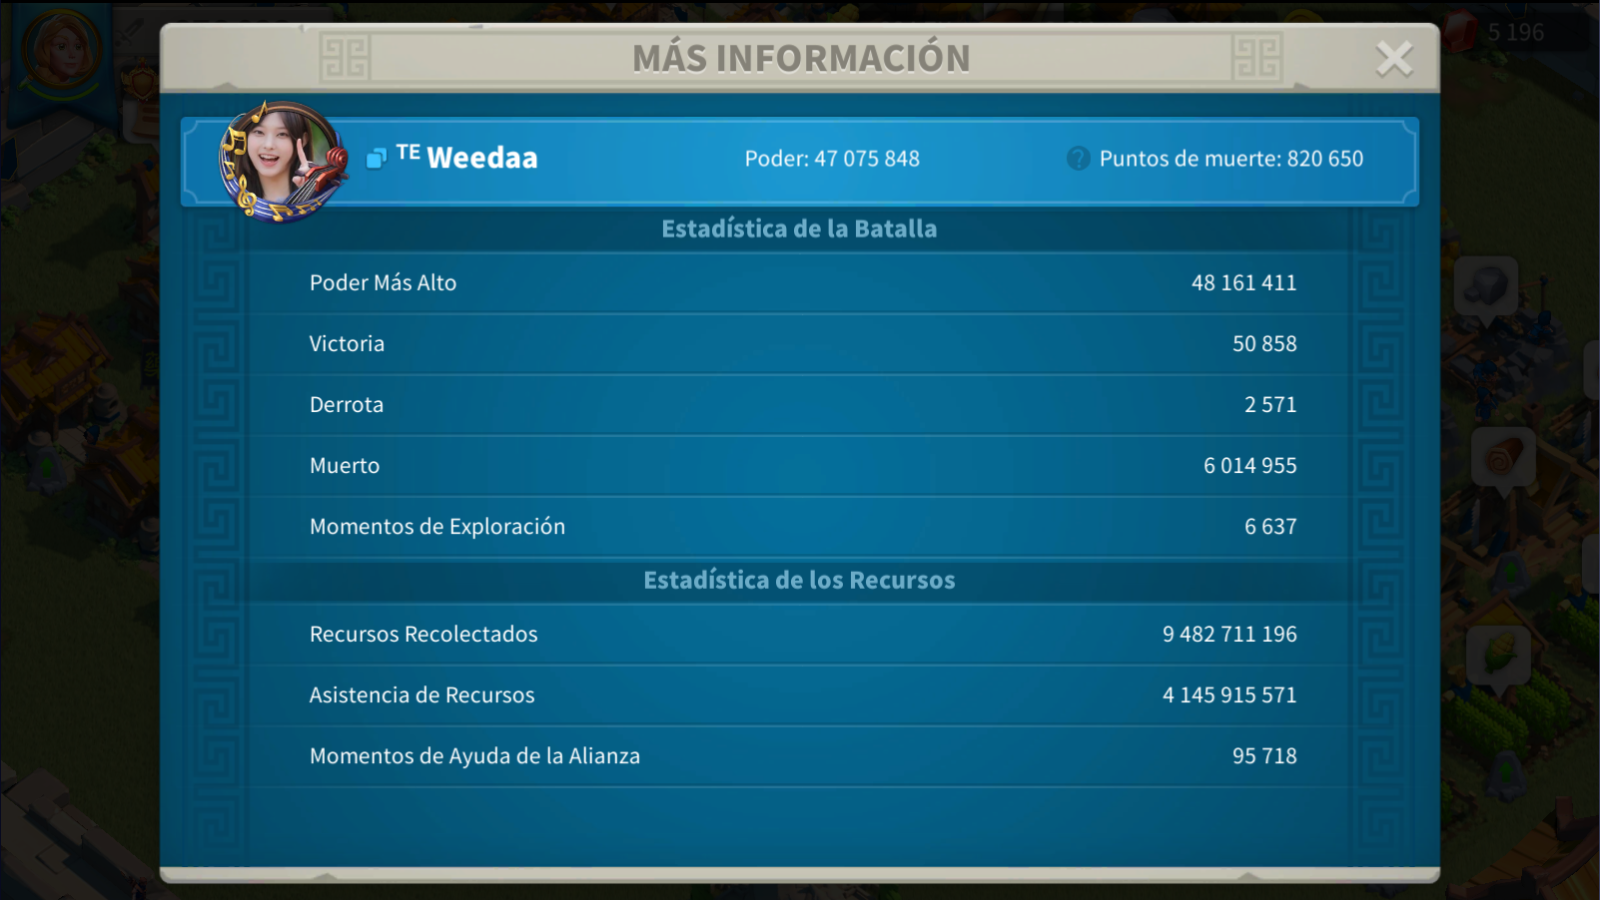 5 196
MÁS INFORMACIÓN
ᵀᴱ Weedaa
Poder: 47 075 848
? Puntos de muerte: 820 650
Estadística de la Batalla
Poder Más Alto 48 161 411
Victoria 50 858
Derrota 2 571
Muerto 6 014 955
Momentos de Exploración 6 637
Estadística de los Recursos
Recursos Recolectados 9 482 711 196
Asistencia de Recursos 4 145 915 571
Momentos de Ayuda de la Alianza 95 718